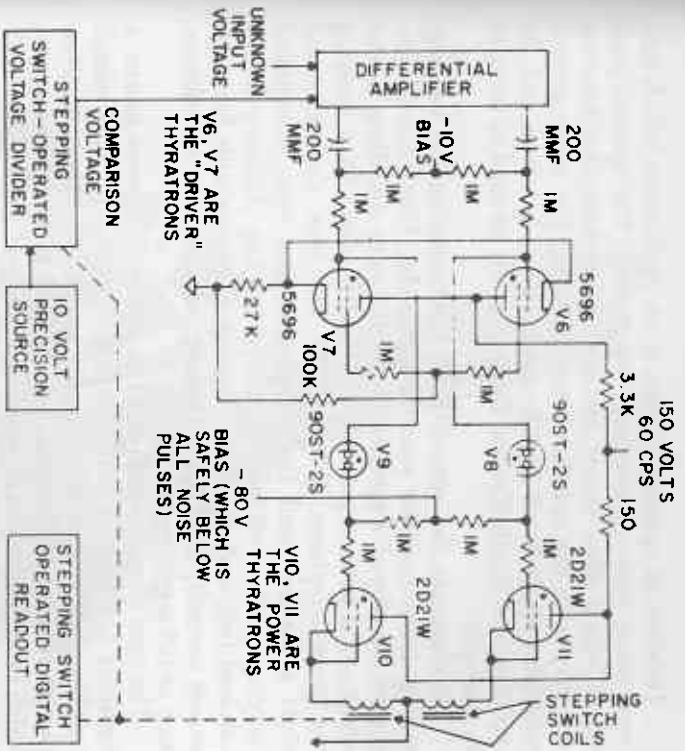 UNKNOWN
INPUT
VOLTAGE
DIFFERENTIAL
AMPLIFIER
STEPPING
SWITCH-OPERATED
VOLTAGE DIVIDER
COMPARISON
VOLTAGE
10 VOLT
PRECISION
SOURCE
200
MMF
-10V
BIAS
200
MMF
1M
1M
1M
1M
V6, V7 ARE
THE "DRIVER"
THYRATRONS
27K
5696
V7
5696
V6
100K
1M
1M
150 VOLTS
60 CPS
3.3K
150
90ST-2S
V9
90ST-2S
V8
-80V
BIAS (WHICH IS
SAFELY BELOW
ALL NOISE
PULSES)
1M
1M
1M
1M
V10, V11 ARE
THE POWER
THYRATRONS
2D21W
V10
2D21W
V11
STEPPING
SWITCH
COILS
STEPPING SWITCH
OPERATED DIGITAL
READOUT